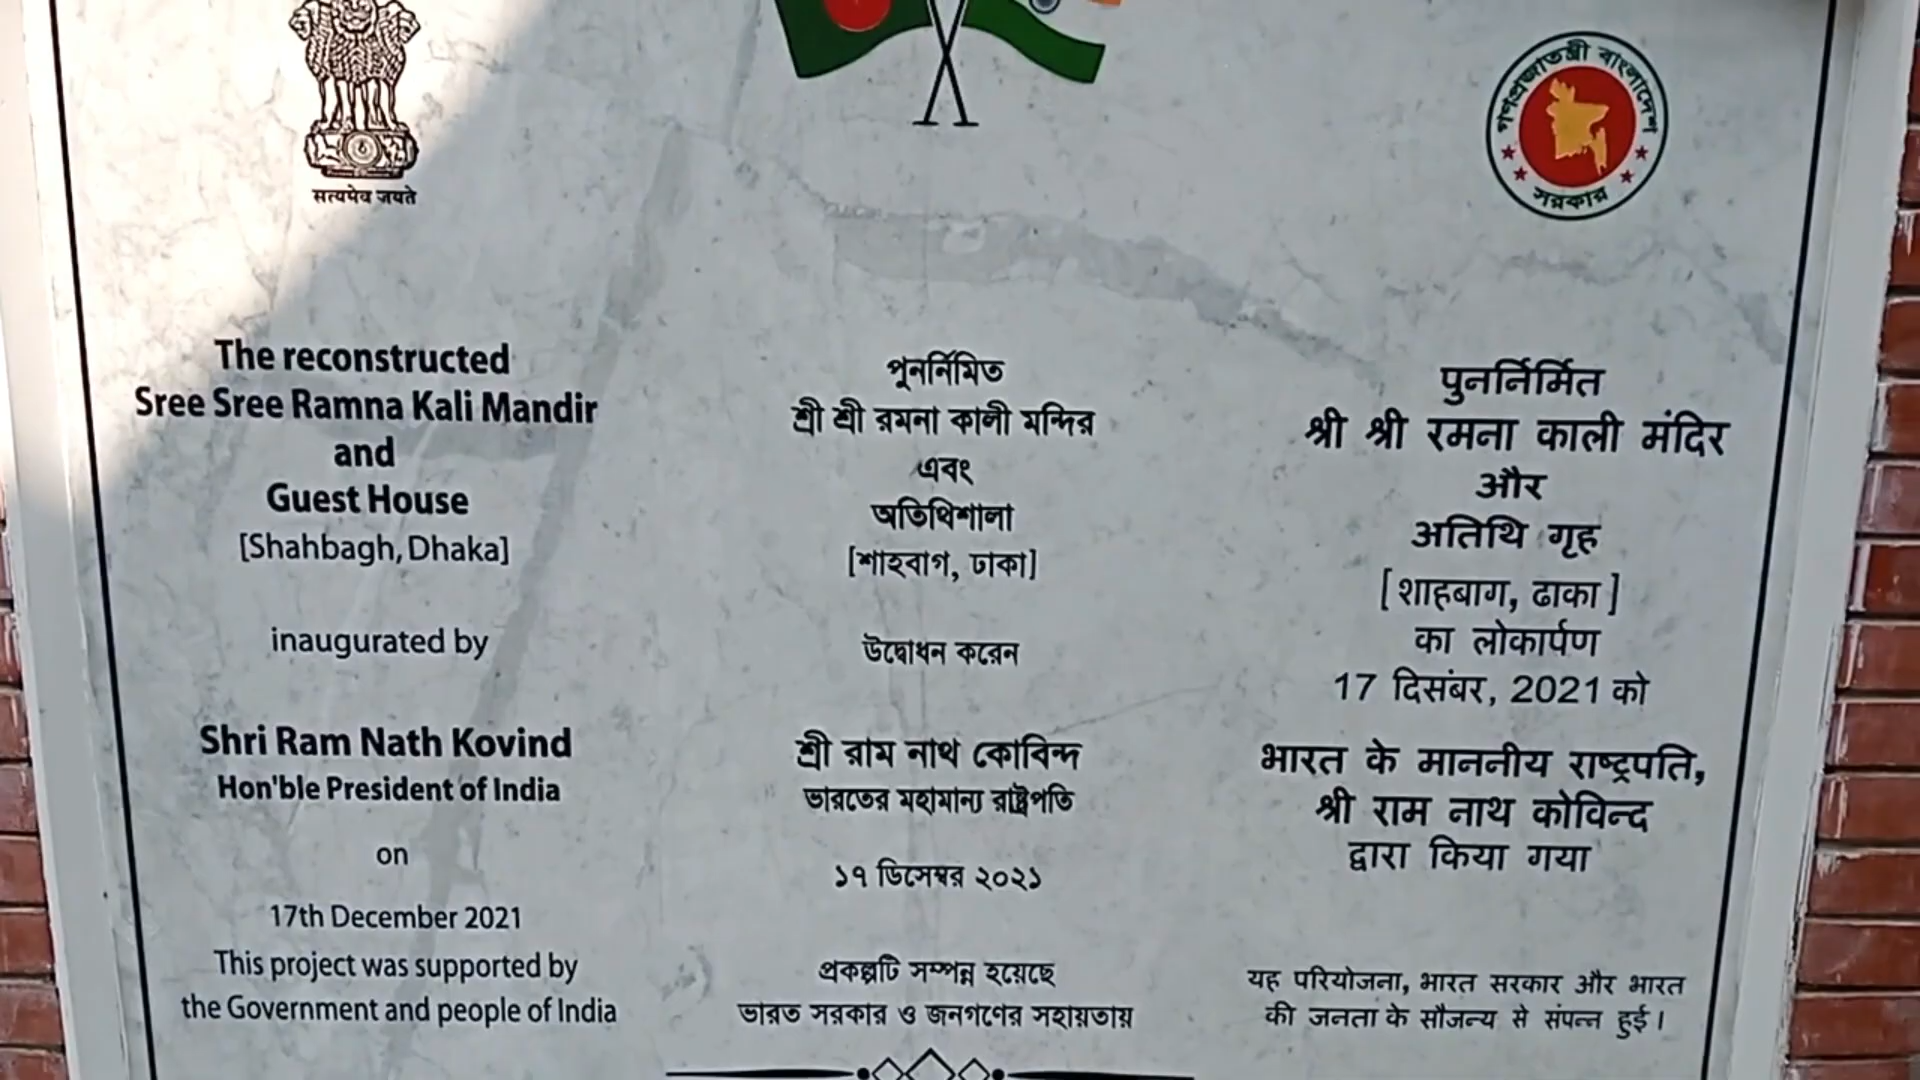 सत्यमेव जयते
গণপ্রজাতন্ত্রী বাংলাদেশ
সরকার
The reconstructed
Sree Sree Ramna Kali Mandir
and
Guest House
[Shahbagh, Dhaka]
inaugurated by
Shri Ram Nath Kovind
Hon'ble President of India
on
17th December 2021
This project was supported by
the Government and people of India
পুনর্নির্মিত
শ্রী শ্রী রমনা কালী মন্দির
এবং
অতিথিশালা
[শাহবাগ, ঢাকা]
উদ্বোধন করেন
শ্রী রাম নাথ কোবিন্দ
ভারতের মহামান্য রাষ্ট্রপতি
১৭ ডিসেম্বর ২০২১
প্রকল্পটি সম্পন্ন হয়েছে
ভারত সরকার ও জনগণের সহায়তায়
पुनर्निर्मित
श्री श्री रमना काली मंदिर
और
अतिथि गृह
[शाहबाग, ढाका]
का लोकार्पण
17 दिसंबर, 2021 को
भारत के माननीय राष्ट्रपति,
श्री राम नाथ कोविन्द
द्वारा किया गया
यह परियोजना, भारत सरकार और भारत
की जनता के सौजन्य से संपन्न हुई।